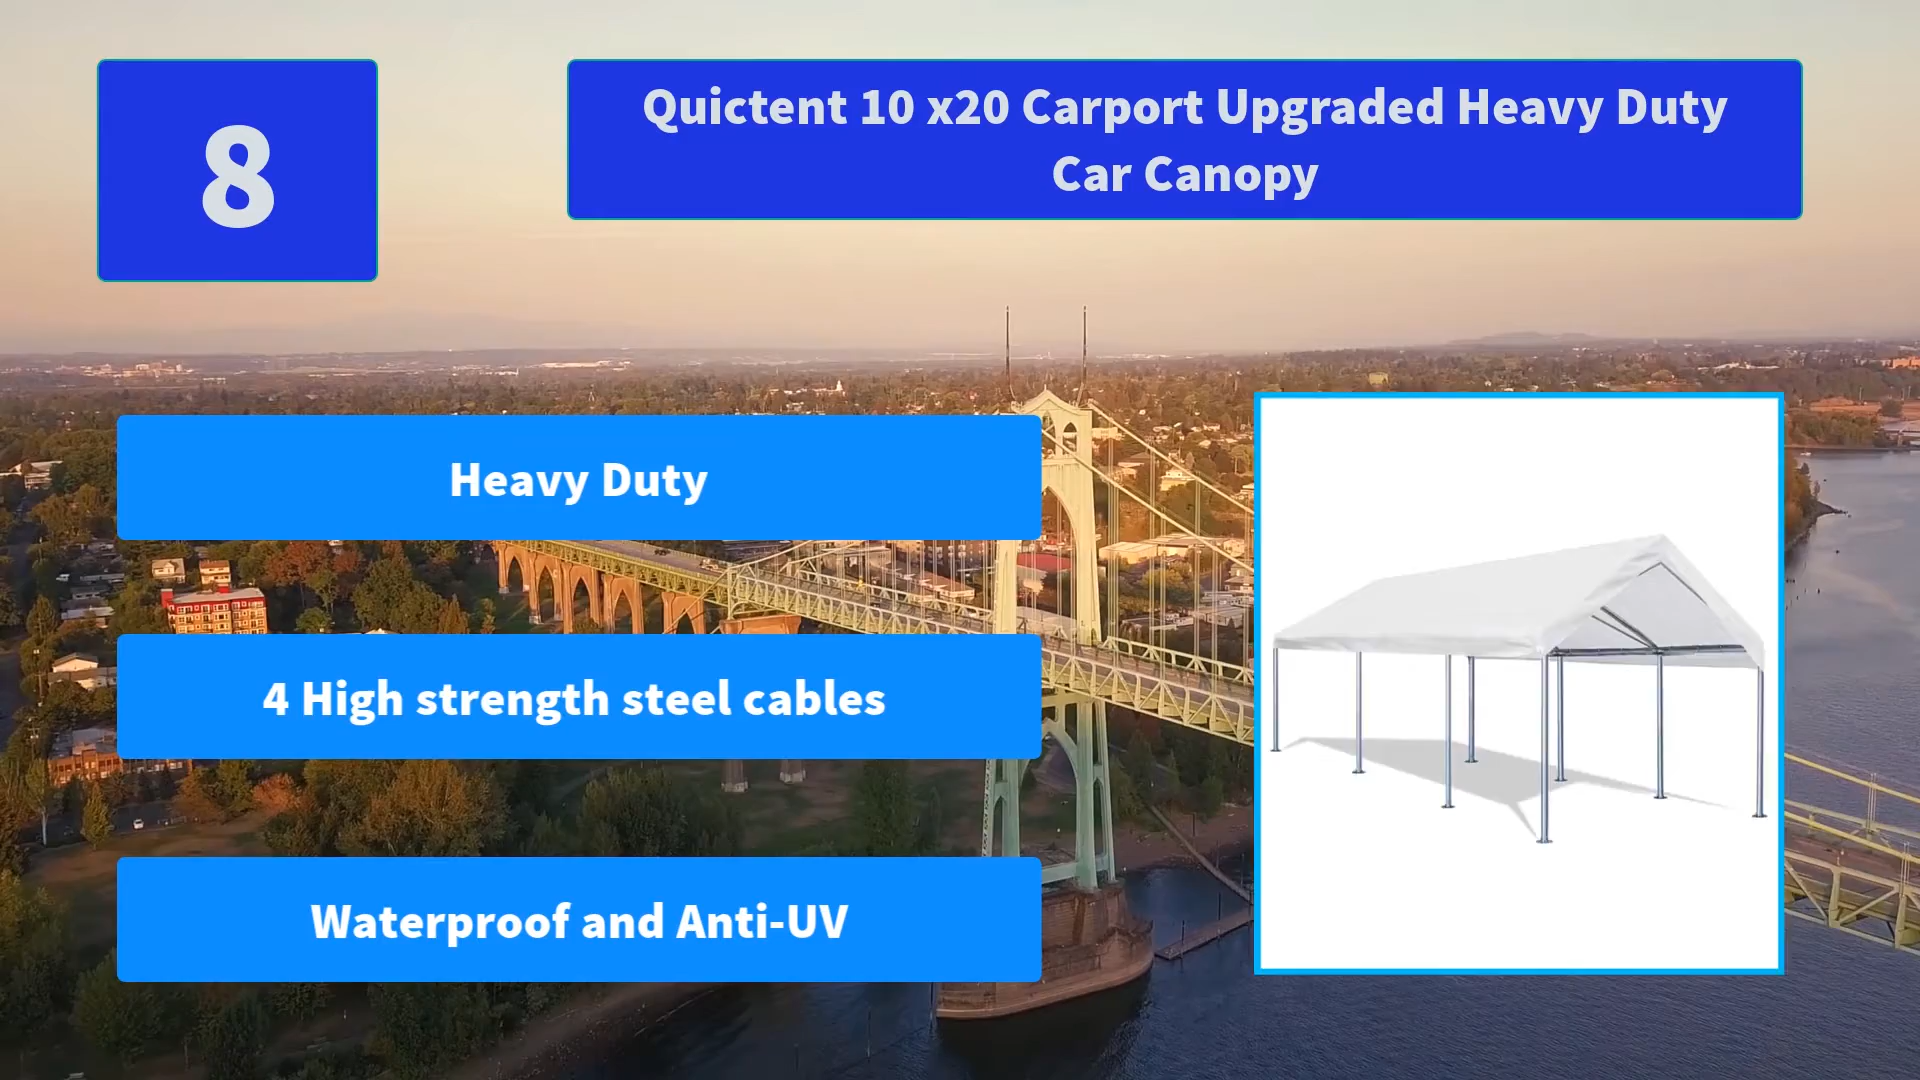 8
Quictent 10 x20 Carport Upgraded Heavy Duty
Car Canopy
Heavy Duty
4 High strength steel cables
Waterproof and Anti-UV